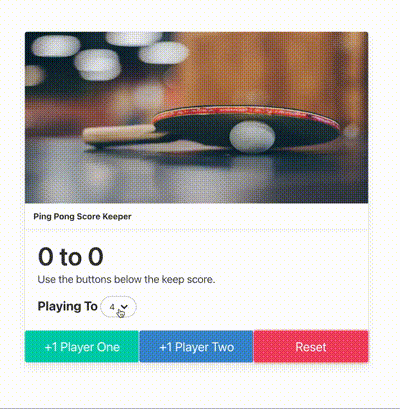 Ping Pong Score Keeper
0 to 0
Use the buttons below the keep score.
Playing To 4
+1 Player One +1 Player Two Reset